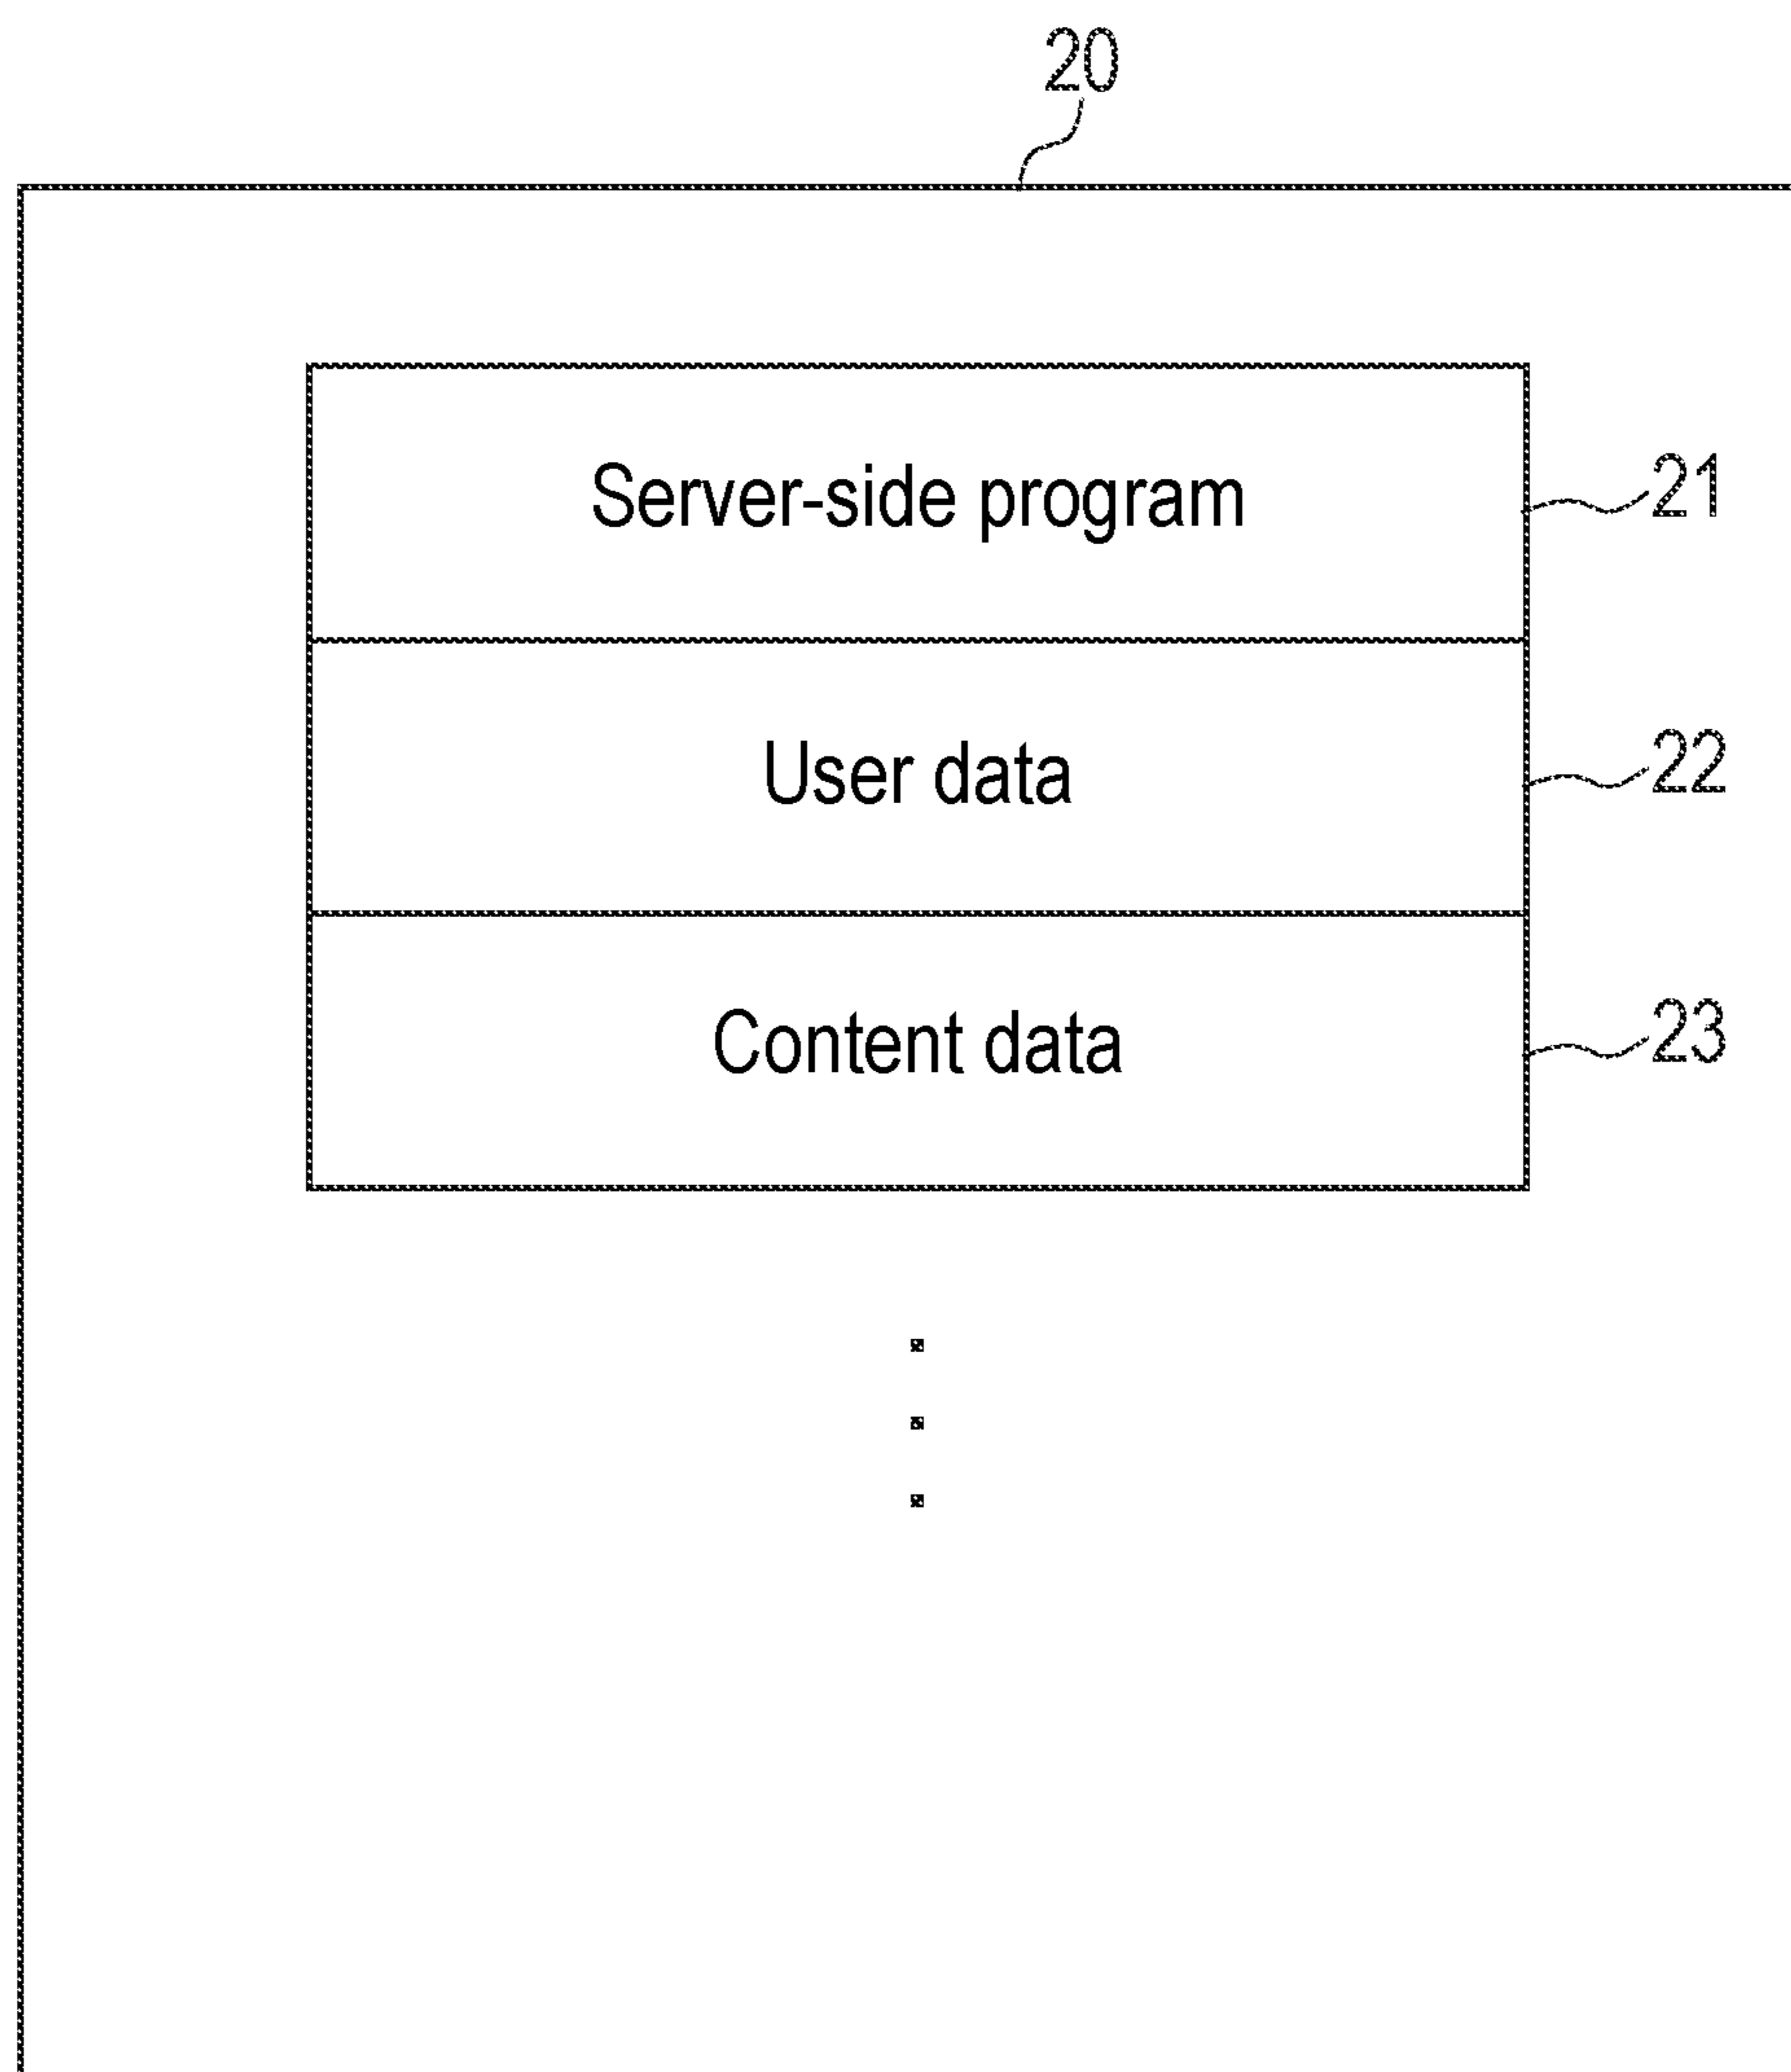 20
Server-side program 21
User data 22
Content data 23